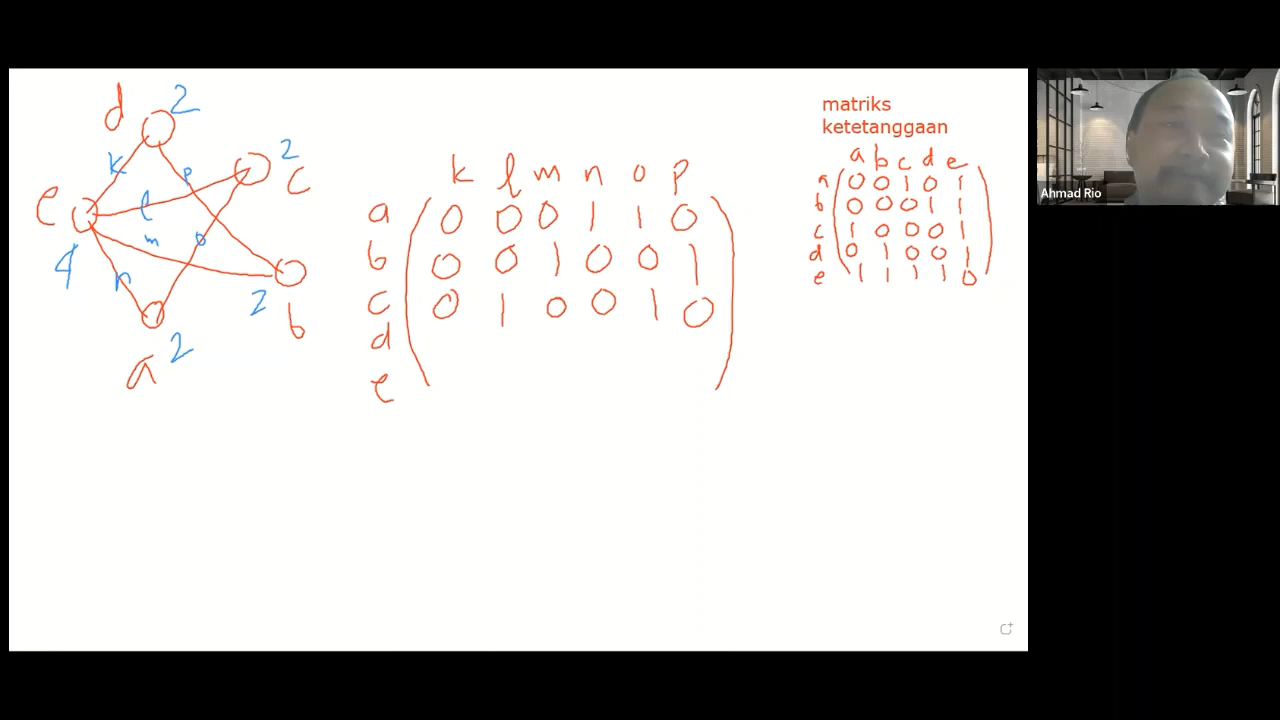 d 2
k p
2
c
e l
m o
4 n
2
b
a 2
k l m n o p
a 0 0 0 1 1 0
b 0 0 1 0 0 1
c 0 1 0 0 1 0
d
e
matriks
ketetanggaan
a b c d e
a 0 0 1 0 1
b 0 0 0 1 1
c 1 0 0 0 1
d 0 1 0 0 1
e 1 1 1 1 0
Ahmad Rio